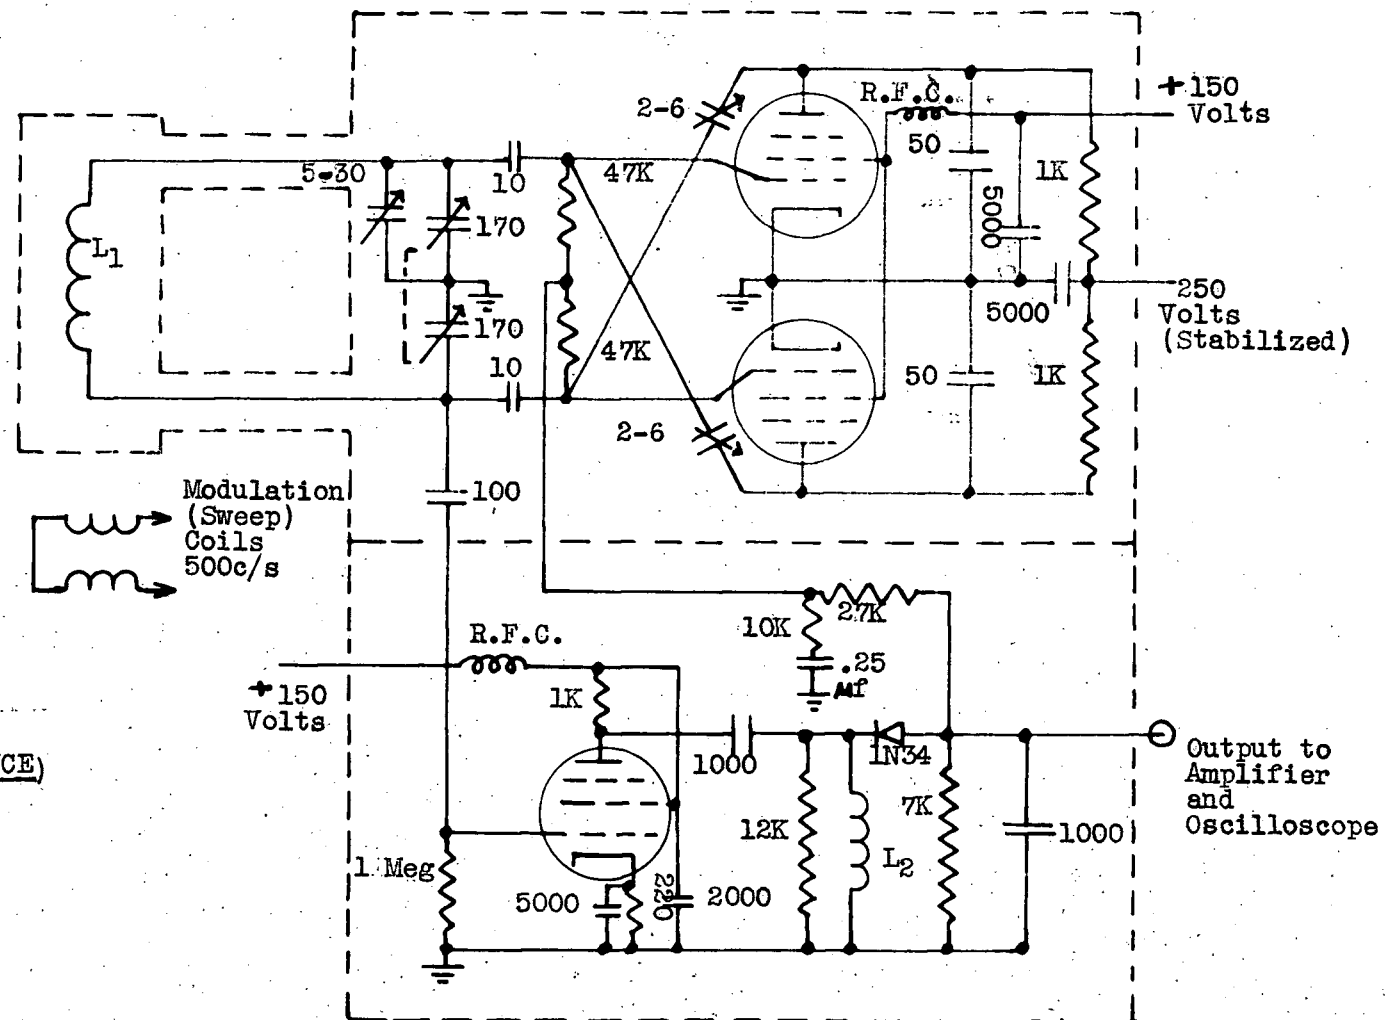 R.F.C.
+150
Volts
2-6
50
1K
5-30
10
47K
5000
L1
170
170
5000
250
Volts
(Stabilized)
10
47K
50
1K
2-6
Modulation
(Sweep)
Coils
500c/s
100
27K
10K
.25
µf
R.F.C.
+150
Volts
1K
1000
1N34
Output to
Amplifier
and
Oscilloscope
CE)
7K
12K
1000
L2
1 Meg
5000
220
2000